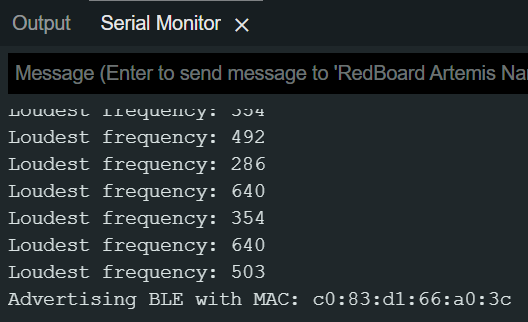 Output Serial Monitor ×
Message (Enter to send message to 'RedBoard Artemis Nan
Loudest frequency: 354
Loudest frequency: 492
Loudest frequency: 286
Loudest frequency: 640
Loudest frequency: 354
Loudest frequency: 640
Loudest frequency: 503
Advertising BLE with MAC: c0:83:d1:66:a0:3c